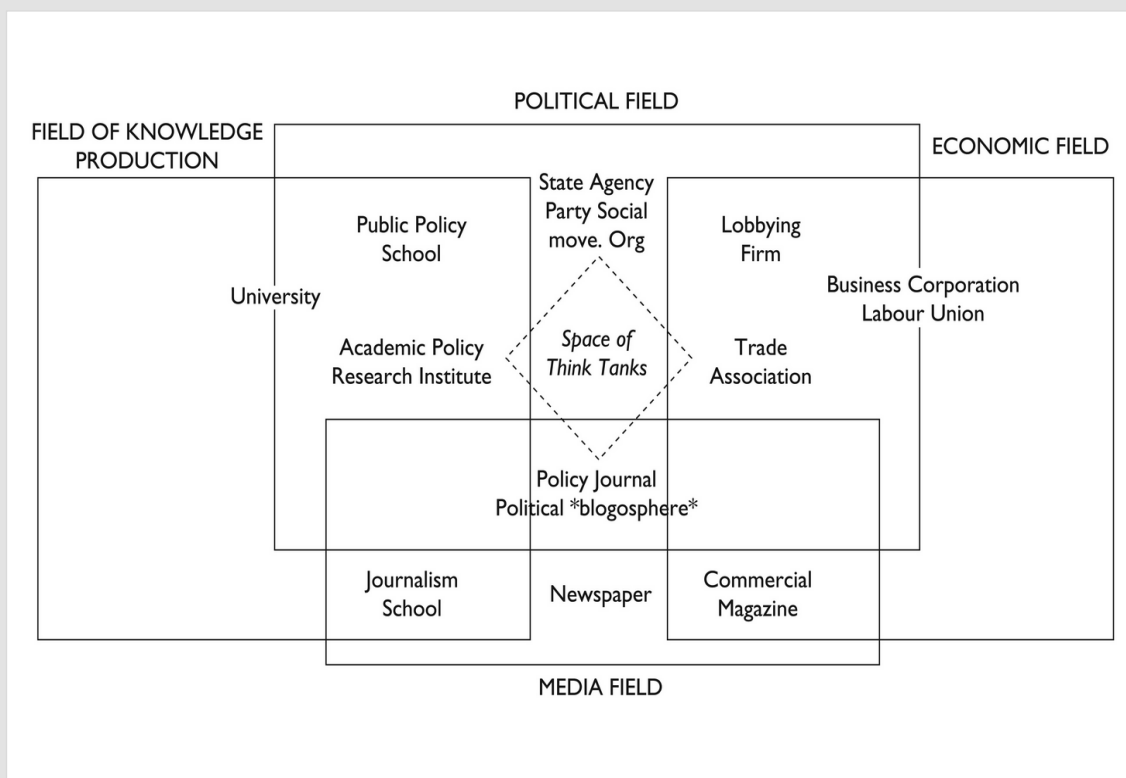 POLITICAL FIELD
FIELD OF KNOWLEDGE
PRODUCTION
ECONOMIC FIELD
State Agency
Party Social
move. Org
Public Policy
School
Lobbying
Firm
University
Business Corporation
Labour Union
Academic Policy
Research Institute
Space of
Think Tanks
Trade
Association
Policy Journal
Political *blogosphere*
Journalism
School
Newspaper
Commercial
Magazine
MEDIA FIELD